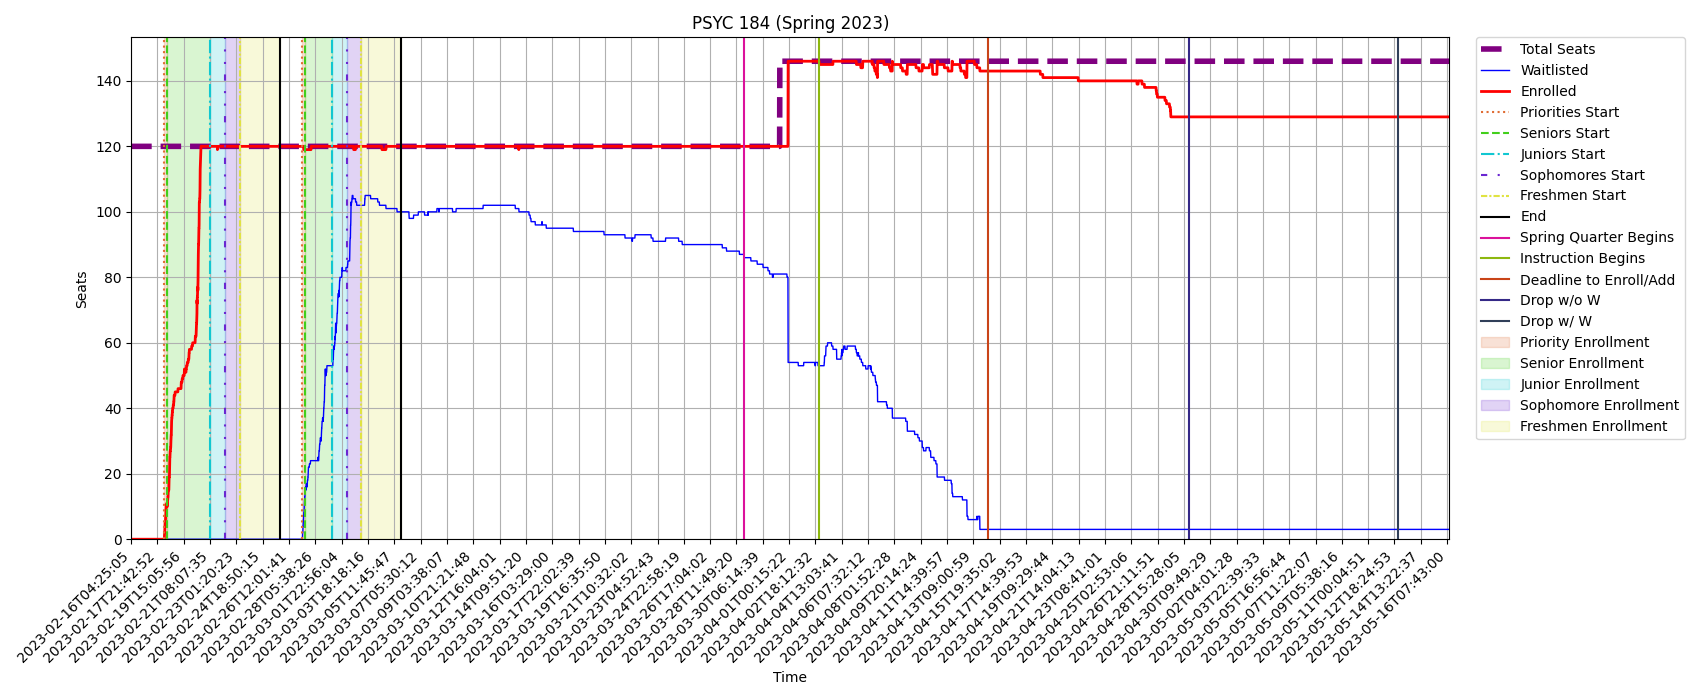 PSYC 184 (Spring 2023)
Seats
140
120
100
80
60
40
20
0
2023-02-16T04:25:05
2023-02-17T21:42:52
2023-02-19T15:05:56
2023-02-21T08:07:35
2023-02-23T01:20:23
2023-02-24T18:50:15
2023-02-26T12:01:41
2023-02-28T05:38:26
2023-03-01T22:56:04
2023-03-03T18:18:16
2023-03-05T11:45:47
2023-03-07T05:30:12
2023-03-09T03:38:07
2023-03-10T21:21:48
2023-03-12T16:04:01
2023-03-14T09:51:20
2023-03-16T03:29:00
2023-03-17T22:02:39
2023-03-19T16:35:50
2023-03-21T10:32:02
2023-03-23T04:52:43
2023-03-24T22:58:19
2023-03-26T17:04:02
2023-03-28T11:49:20
2023-03-30T06:14:39
2023-04-01T00:15:22
2023-04-02T18:12:32
2023-04-04T13:03:41
2023-04-06T07:32:12
2023-04-08T01:52:28
2023-04-09T20:14:24
2023-04-11T14:39:57
2023-04-13T09:00:59
2023-04-15T19:35:02
2023-04-17T14:39:53
2023-04-19T09:29:44
2023-04-21T14:04:13
2023-04-23T08:41:01
2023-04-25T02:53:06
2023-04-26T21:11:51
2023-04-28T15:28:05
2023-04-30T09:49:29
2023-05-02T04:01:28
2023-05-03T22:39:33
2023-05-05T16:56:44
2023-05-07T11:22:07
2023-05-09T05:38:16
2023-05-11T00:04:51
2023-05-12T18:24:53
2023-05-14T13:22:37
2023-05-16T07:43:00
Time
Total Seats
Waitlisted
Enrolled
Priorities Start
Seniors Start
Juniors Start
Sophomores Start
Freshmen Start
End
Spring Quarter Begins
Instruction Begins
Deadline to Enroll/Add
Drop w/o W
Drop w/ W
Priority Enrollment
Senior Enrollment
Junior Enrollment
Sophomore Enrollment
Freshmen Enrollment